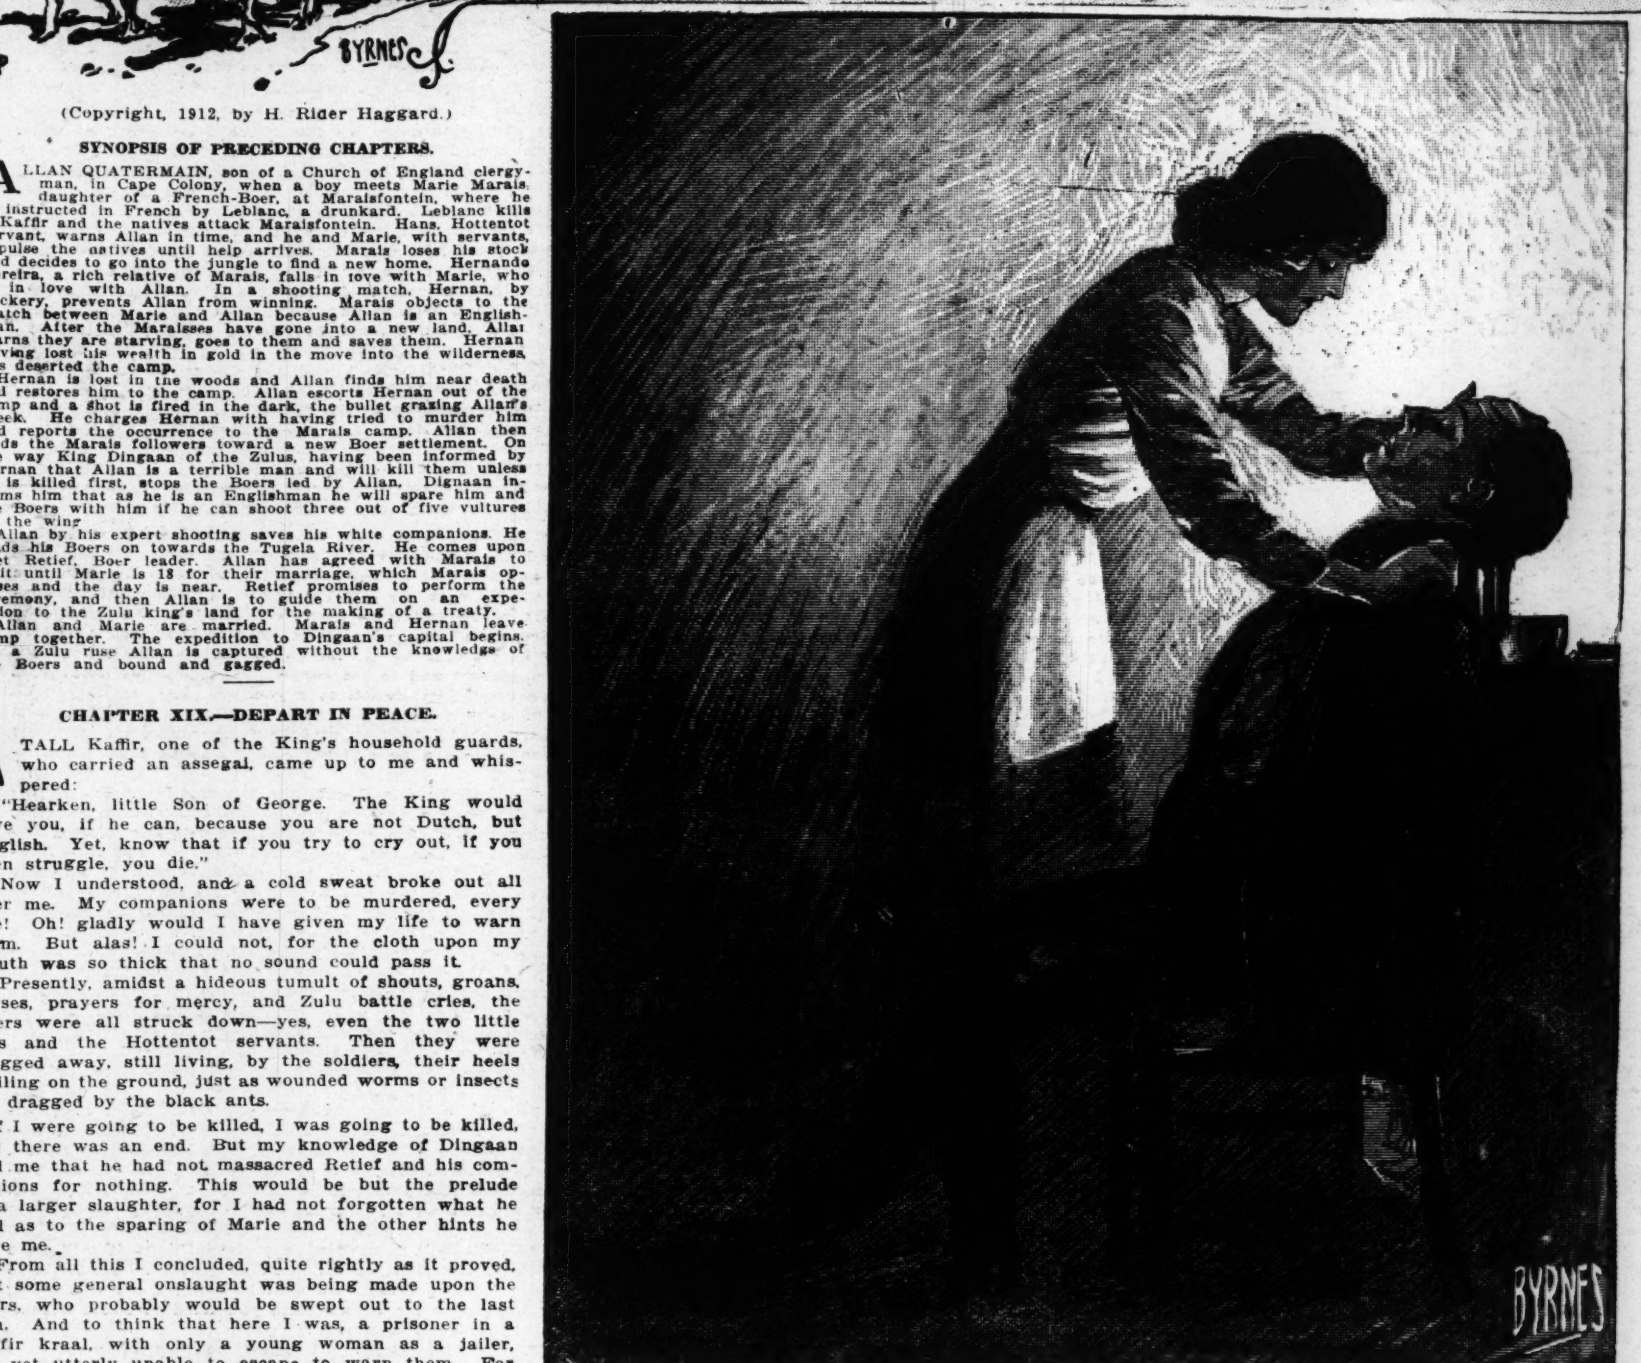 BYRNES
(Copyright, 1912, by H. Rider Haggard.)
SYNOPSIS OF PRECEDING CHAPTERS.
ALLAN QUATERMAIN, son of a Church of England clergy-
man, in Cape Colony, when a boy meets Marie Marais,
daughter of a French-Boer, at Maraisfontein, where he
instructed in French by Leblanc, a drunkard. Leblanc kills
Kaffir and the natives attack Maraisfontein. Hans, Hottentot
rvant, warns Allan in time, and he and Marie, with servants,
pulse the natives until help arrives. Marais loses his stock
d decides to go into the jungle to find a new home. Hernando
reira, a rich relative of Marais, falls in love with Marie, who
in love with Allan. In a shooting match, Hernan, by
ckery, prevents Allan from winning. Marais objects to the
atch between Marie and Allan because Allan is an English-
an. After the Maraisses have gone into a new land, Allan
arns they are starving, goes to them and saves them. Hernan
ving lost his wealth in gold in the move into the wilderness,
s deserted the camp.
Hernan is lost in the woods and Allan finds him near death
d restores him to the camp. Allan escorts Hernan out of the
mp and a shot is fired in the dark, the bullet grazing Allan's
eek. He charges Hernan with having tried to murder him
d reports the occurrence to the Marais camp. Allan then
ds the Marais followers toward a new Boer settlement. On
e way King Dingaan of the Zulus, having been informed by
rnan that Allan is a terrible man and will kill them unless
is killed first, stops the Boers led by Allan. Dignaan in-
ms him that as he is an Englishman he will spare him and
e Boers with him if he can shoot three out of five vultures
the wing
Allan by his expert shooting saves his white companions. He
ds his Boers on towards the Tugela River. He comes upon
et Retief, Boer leader. Allan has agreed with Marais to
it until Marie is 18 for their marriage, which Marais op-
ses and the day is near. Retief promises to perform the
remony, and then Allan is to guide them on an expe-
ion to the Zulu king's land for the making of a treaty.
Allan and Marie are married. Marais and Hernan leave
mp together. The expedition to Dingaan's capital begins.
a Zulu ruse Allan is captured without the knowledge of
e Boers and bound and gagged.
CHAPTER XIX.—DEPART IN PEACE.
TALL Kaffir, one of the King's household guards,
who carried an assegai, came up to me and whis-
pered:
"Hearken, little Son of George. The King would
ve you, if he can, because you are not Dutch, but
glish. Yet, know that if you try to cry out, if you
n struggle, you die."
Now I understood, and a cold sweat broke out all
er me. My companions were to be murdered, every
e! Oh! gladly would I have given my life to warn
m. But alas! I could not, for the cloth upon my
uth was so thick that no sound could pass it.
Presently, amidst a hideous tumult of shouts, groans,
ses, prayers for mercy, and Zulu battle cries, the
ers were all struck down—yes, even the two little
s and the Hottentot servants. Then they were
gged away, still living, by the soldiers, their heels
iling on the ground, just as wounded worms or insects
dragged by the black ants.
f I were going to be killed, I was going to be killed,
there was an end. But my knowledge of Dingaan
d me that he had not massacred Retief and his com-
ions for nothing. This would be but the prelude
a larger slaughter, for I had not forgotten what he
d as to the sparing of Marie and the other hints he
e me.
From all this I concluded, quite rightly as it proved,
t some general onslaught was being made upon the
rs, who probably would be swept out to the last
n. And to think that here I was, a prisoner in a
fir kraal, with only a young woman as a jailer,
yet utterly unable to escape to warn them. For
BYRNES